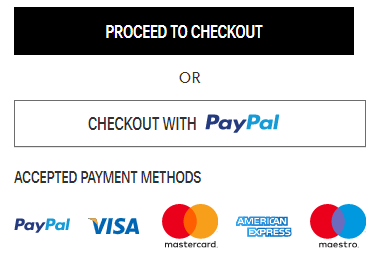 PROCEED TO CHECKOUT
OR
CHECKOUT WITH PayPal
ACCEPTED PAYMENT METHODS
PayPal VISA mastercard. AMERICAN EXPRESS maestro.